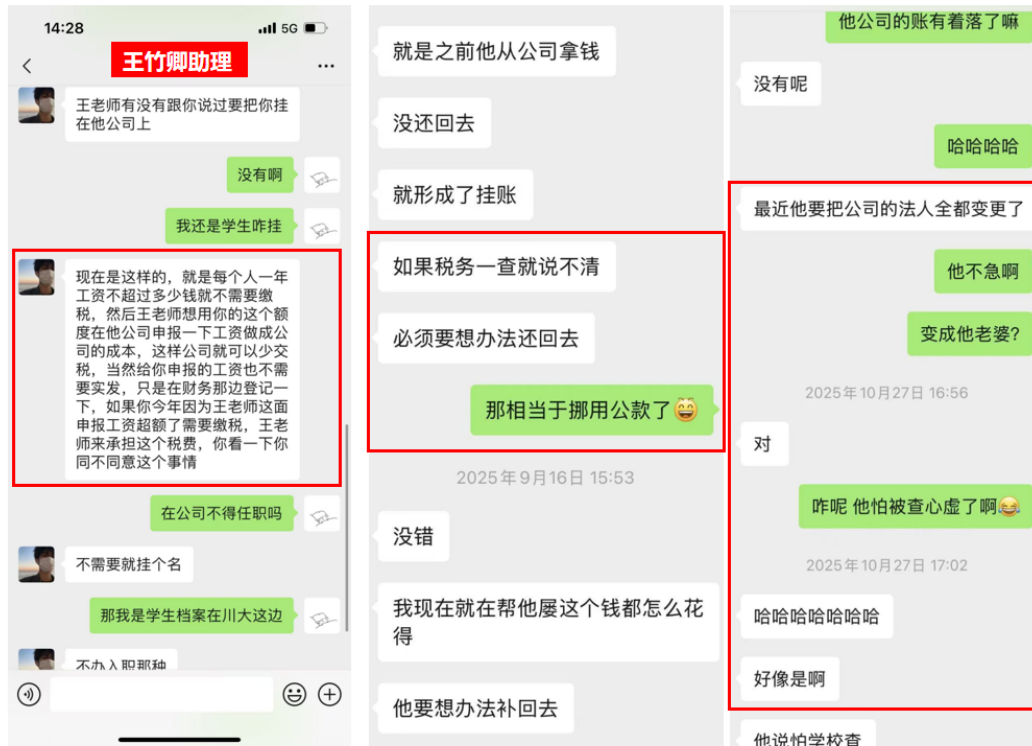 14:28
5G
王竹卿助理
王老师有没有跟你说过要把你挂
在他公司上
没有啊
我还是学生咋挂
现在是这样的，就是每个人一年
工资不超过多少钱就不需要缴
税，然后王老师想用你的这个额
度在他公司申报一下工资做成公
司的成本，这样公司就可以少交
税，当然给你申报的工资也不需
要实发，只是在财务那边登记一
下，如果你今年因为王老师这面
申报工资超额了需要缴税，王老
师来承担这个税费，你看一下你
同不同意这个事情
在公司不得任职吗
不需要就挂个名
那我是学生档案在川大这边
不办入职那种
就是之前他从公司拿钱
没还回去
就形成了挂账
如果税务一查就说不清
必须要想办法还回去
那相当于挪用公款了😄
2025年9月16日 15:53
没错
我现在就在帮他屡这个钱都怎么花
得
他要想办法补回去
他公司的账有着落了嘛
没有呢
哈哈哈哈
最近他要把公司的法人全都变更了
他不急啊
变成他老婆?
2025年10月27日 16:56
对
咋呢 他怕被查心虚了啊😂
2025年10月27日 17:02
哈哈哈哈哈哈哈
好像是啊
他说怕学校查